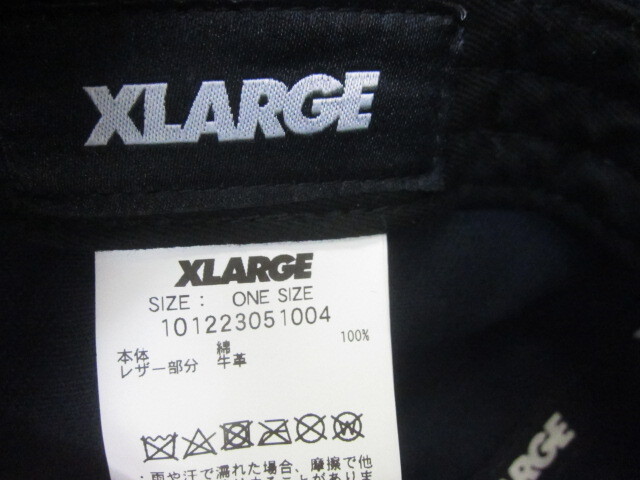 XLARGE
XLARGE
SIZE : ONE SIZE
101223051004
本体 綿 100%
レザー部分 牛革
:雨や汗で濡れた場合、摩擦で他
XLARGE